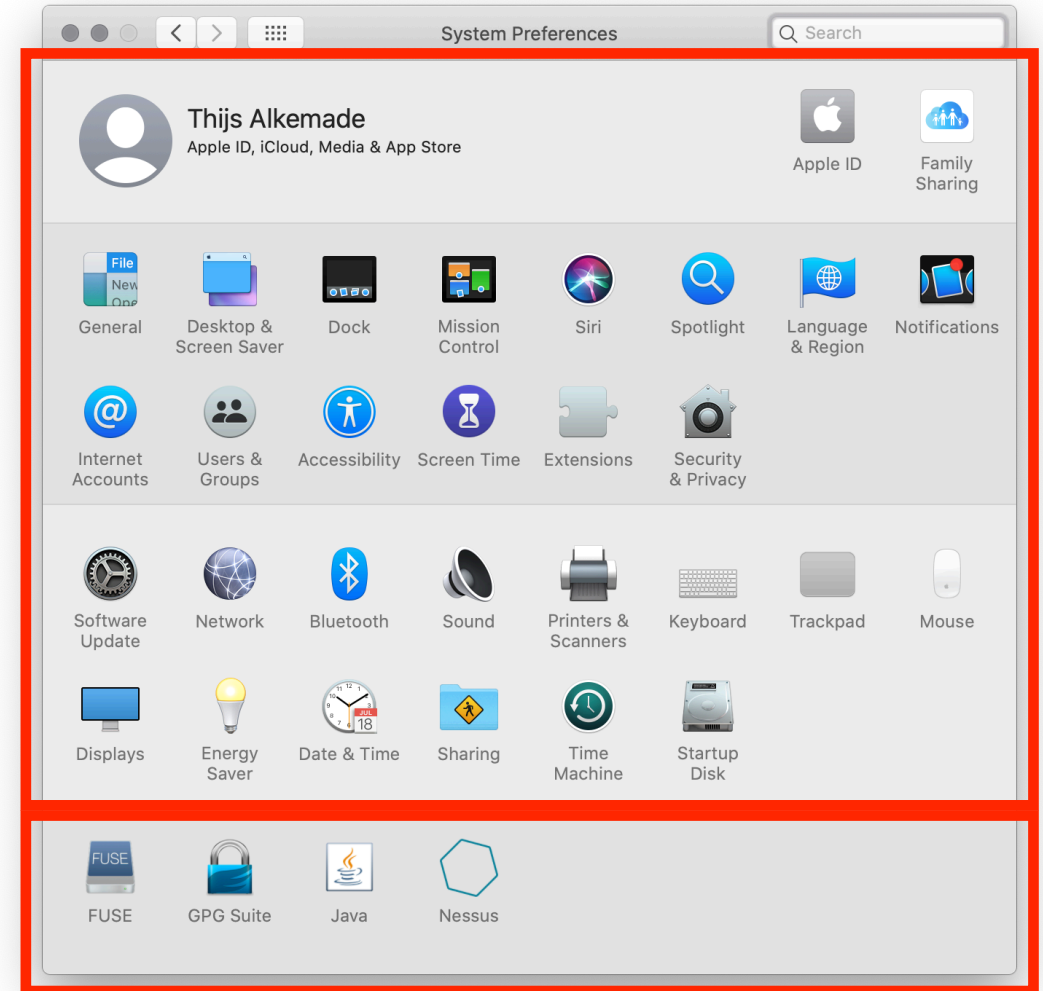 System Preferences
Search
Thijs Alkemade
Apple ID, iCloud, Media & App Store
Apple ID
Family
Sharing
File
New
Ope
General
Desktop &
Screen Saver
Dock
Mission
Control
Siri
Spotlight
Language
& Region
Notifications
@
Internet
Accounts
Users &
Groups
Accessibility
Screen Time
Extensions
Security
& Privacy
Software
Update
Network
Bluetooth
Sound
Printers &
Scanners
Keyboard
Trackpad
Mouse
JUL
18
Displays
Energy
Saver
Date & Time
Sharing
Time
Machine
Startup
Disk
FUSE
FUSE
GPG Suite
Java
Nessus